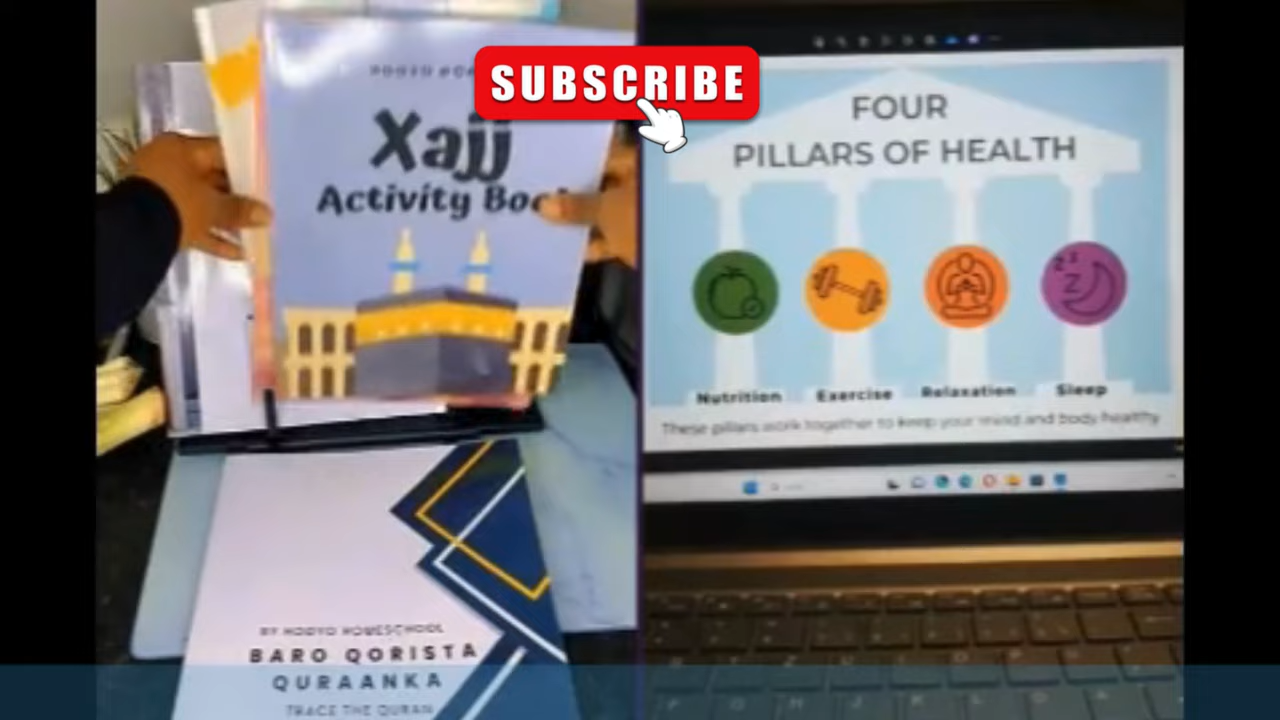 SUBSCRIBE
Xajj
Activity Book
BY HOOYO HOMESCHOOL
BARO QORISTA
QURAANKA
TRACE THE QURAN
FOUR
PILLARS OF HEALTH
Nutrition Exercise Relaxation Sleep
These pillars work together to keep your mind and body healthy